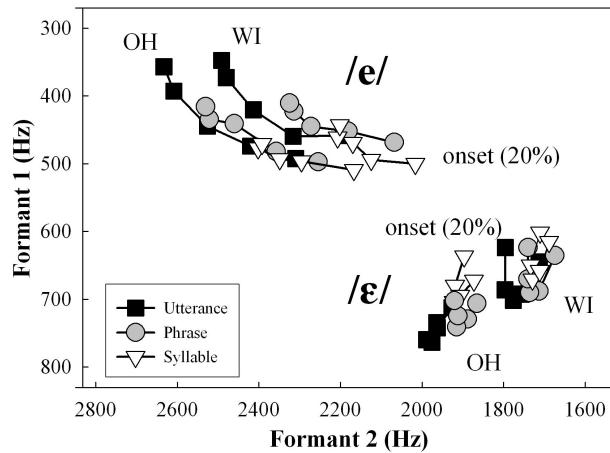 300
OH
WI
/e/
400
500
onset (20%)
600
onset (20%)
/ɛ/
WI
700
OH
800
Formant 1 (Hz)
Utterance
Phrase
Syllable
2800 2600 2400 2200 2000 1800 1600
Formant 2 (Hz)